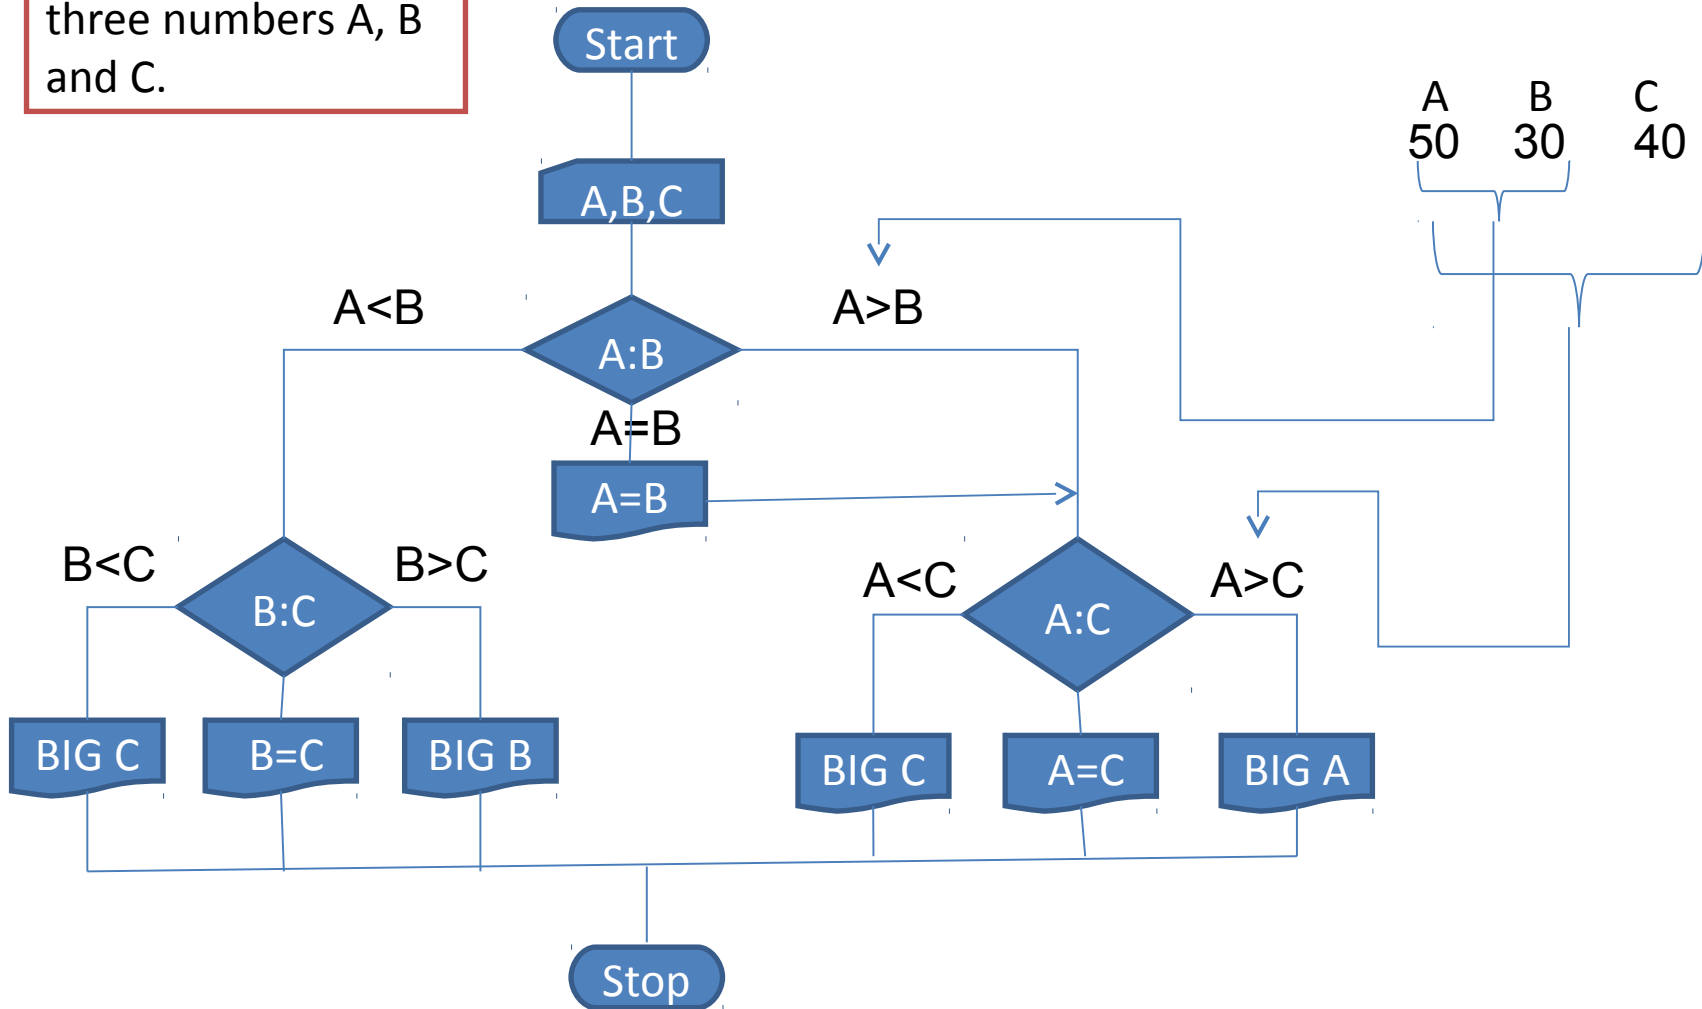 three numbers A, B
and C.
Start
A B C
50 30 40
A,B,C
A<B
A>B
A:B
A=B
A=B
B<C
B>C
A<C
A>C
B:C
A:C
BIG C
B=C
BIG B
BIG C
A=C
BIG A
Stop